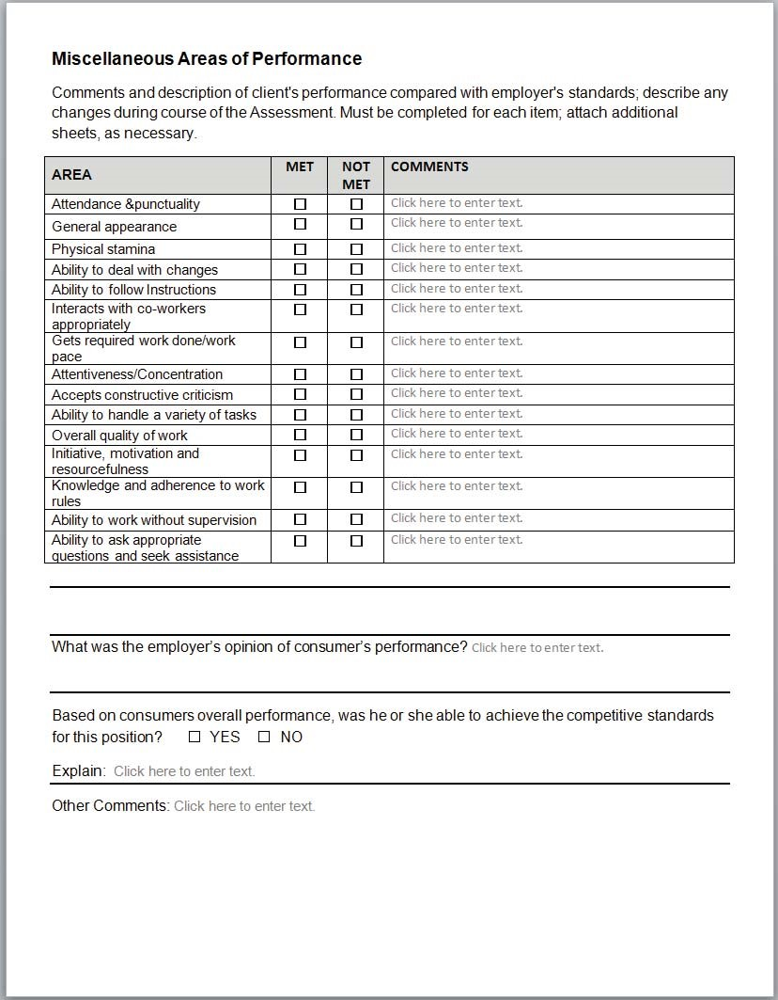 Miscellaneous Areas of Performance
Comments and description of client's performance compared with employer's standards; describe any
changes during course of the Assessment. Must be completed for each item; attach additional
sheets, as necessary.
AREA MET NOT MET COMMENTS
Attendance &punctuality ☐ ☐ Click here to enter text.
General appearance ☐ ☐ Click here to enter text.
Physical stamina ☐ ☐ Click here to enter text.
Ability to deal with changes ☐ ☐ Click here to enter text.
Ability to follow Instructions ☐ ☐ Click here to enter text.
Interacts with co-workers
appropriately ☐ ☐ Click here to enter text.
Gets required work done/work
pace ☐ ☐ Click here to enter text.
Attentiveness/Concentration ☐ ☐ Click here to enter text.
Accepts constructive criticism ☐ ☐ Click here to enter text.
Ability to handle a variety of tasks ☐ ☐ Click here to enter text.
Overall quality of work ☐ ☐ Click here to enter text.
Initiative, motivation and
resourcefulness ☐ ☐ Click here to enter text.
Knowledge and adherence to work
rules ☐ ☐ Click here to enter text.
Ability to work without supervision ☐ ☐ Click here to enter text.
Ability to ask appropriate
questions and seek assistance ☐ ☐ Click here to enter text.
What was the employer’s opinion of consumer’s performance? Click here to enter text.
Based on consumers overall performance, was he or she able to achieve the competitive standards
for this position? ☐ YES ☐ NO
Explain: Click here to enter text.
Other Comments: Click here to enter text.